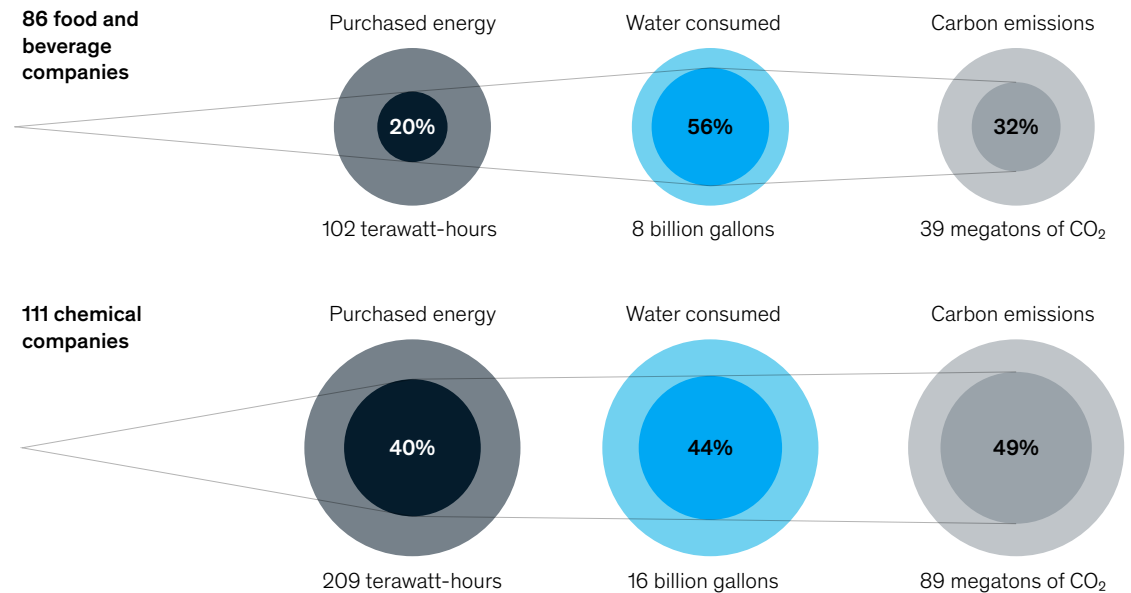 86 food and
beverage
companies
Purchased energy
Water consumed
Carbon emissions
20%
56%
32%
102 terawatt-hours
8 billion gallons
39 megatons of CO₂
111 chemical
companies
Purchased energy
Water consumed
Carbon emissions
40%
44%
49%
209 terawatt-hours
16 billion gallons
89 megatons of CO₂